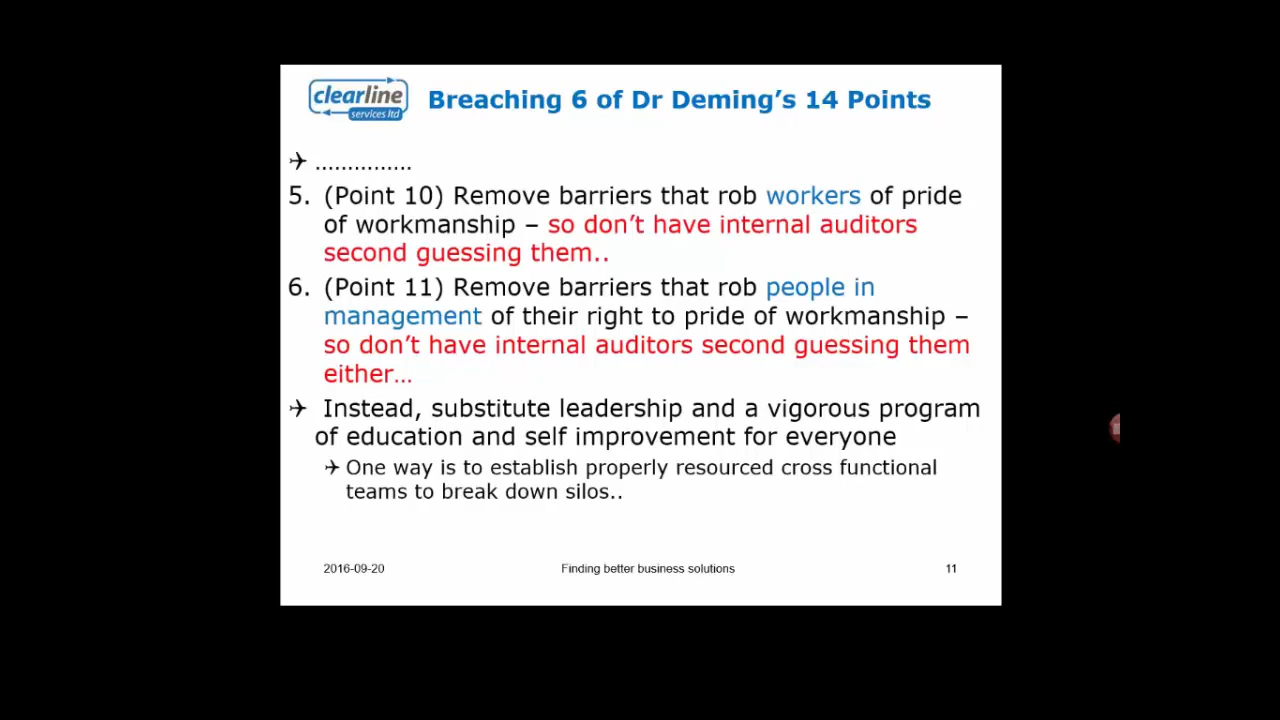 clearline
services ltd
Breaching 6 of Dr Deming's 14 Points
✈ ...............
5. (Point 10) Remove barriers that rob workers of pride
of workmanship – so don't have internal auditors
second guessing them..
6. (Point 11) Remove barriers that rob people in
management of their right to pride of workmanship –
so don't have internal auditors second guessing them
either…
✈ Instead, substitute leadership and a vigorous program
of education and self improvement for everyone
✈ One way is to establish properly resourced cross functional
teams to break down silos..
2016-09-20 Finding better business solutions 11